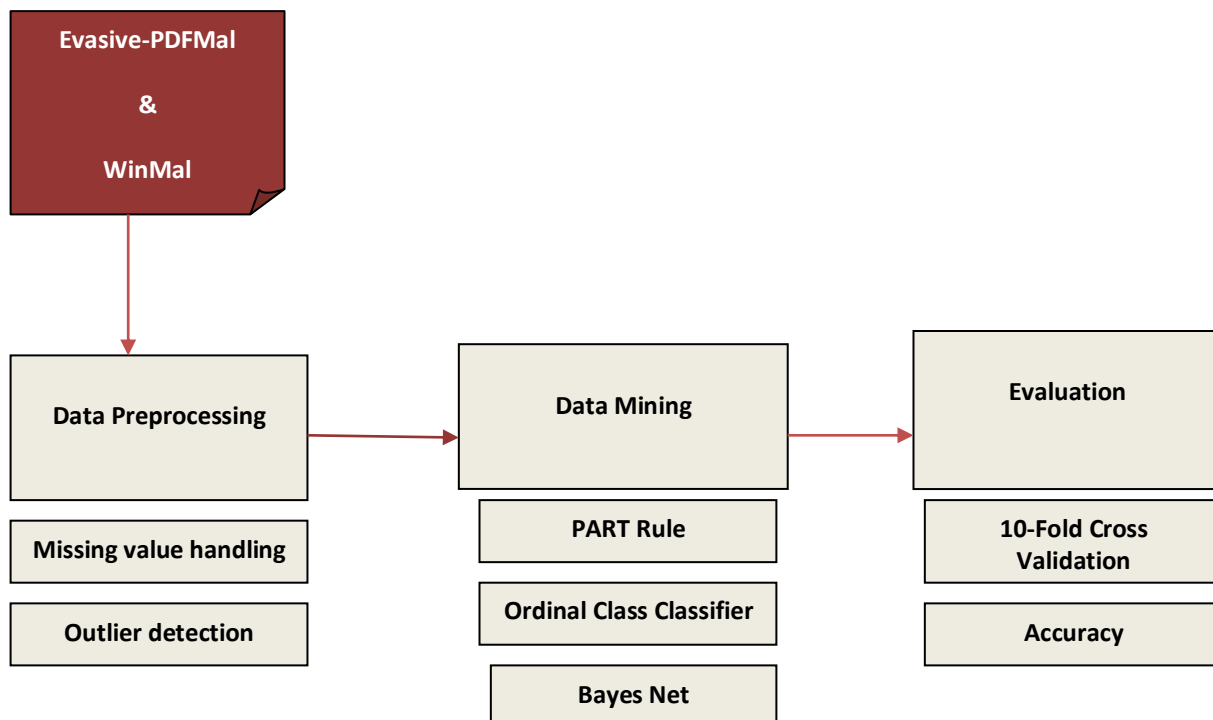 Evasive-PDFMal
&
WinMal
Data Preprocessing
Missing value handling
Outlier detection
Data Mining
PART Rule
Ordinal Class Classifier
Bayes Net
Evaluation
10-Fold Cross
Validation
Accuracy